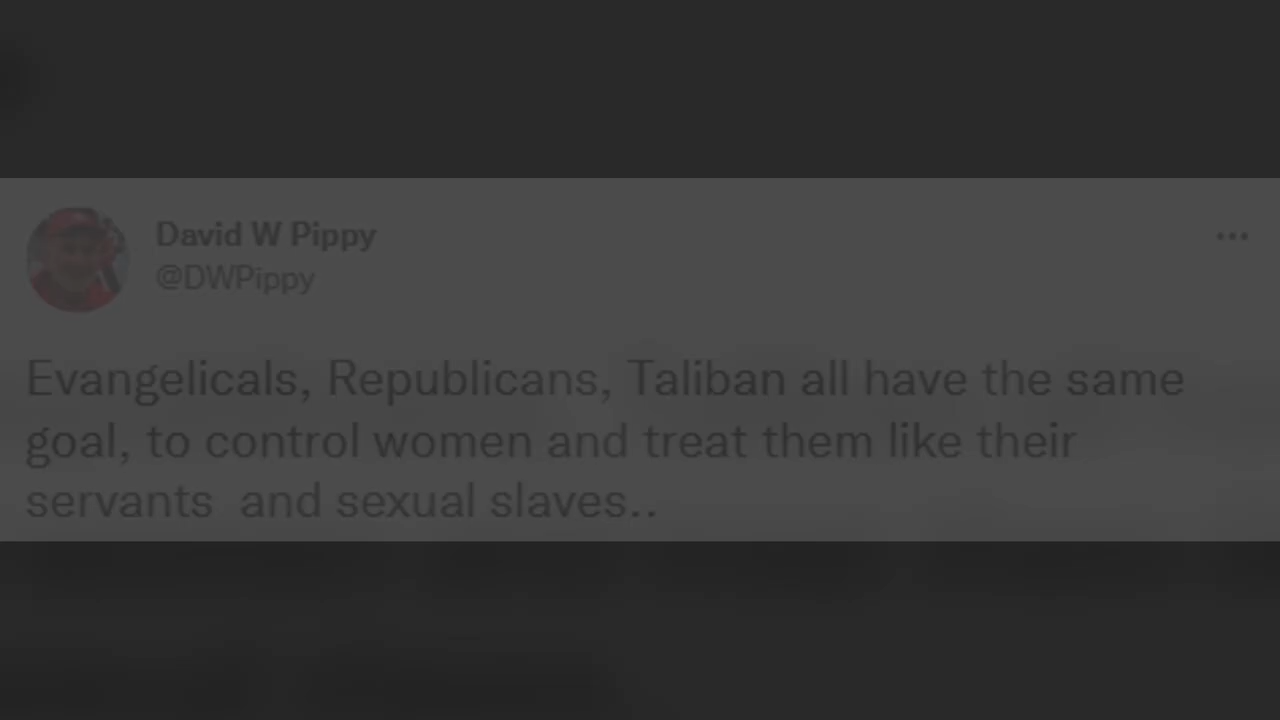 David W Pippy
@DWPippy
Evangelicals, Republicans, Taliban all have the same
goal, to control women and treat them like their
servants  and sexual slaves..